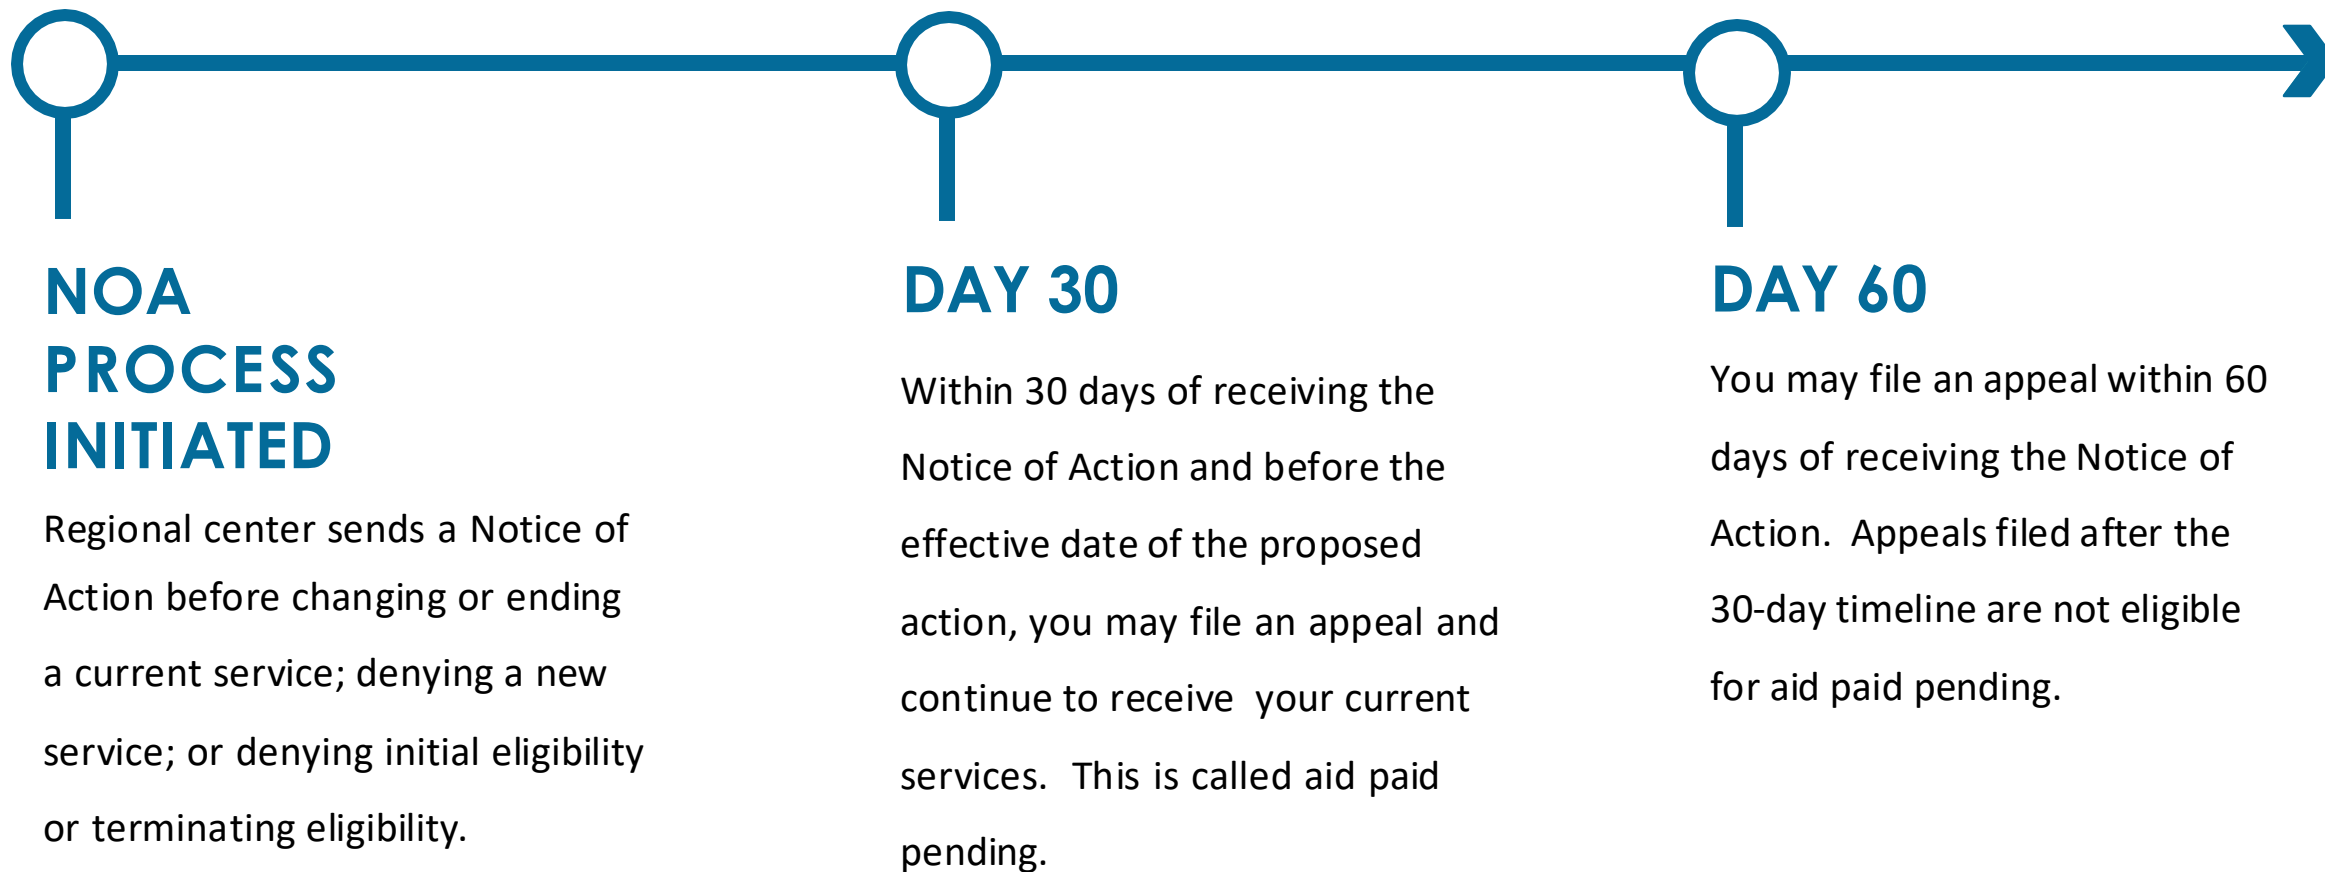 NOA
PROCESS
INITIATED
Regional center sends a Notice of
Action before changing or ending
a current service; denying a new
service; or denying initial eligibility
or terminating eligibility.
DAY 30
Within 30 days of receiving the
Notice of Action and before the
effective date of the proposed
action, you may file an appeal and
continue to receive  your current
services.  This is called aid paid
pending.
DAY 60
You may file an appeal within 60
days of receiving the Notice of
Action.  Appeals filed after the
30-day timeline are not eligible
for aid paid pending.